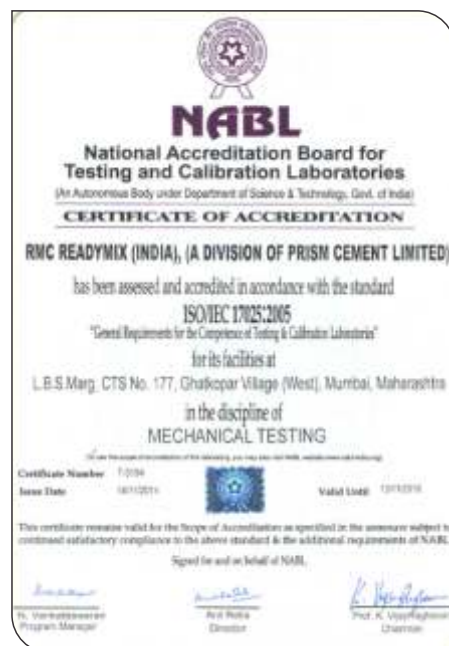 NABL
National Accreditation Board for
Testing and Calibration Laboratories
(An Autonomous Body under Department of Science & Technology, Govt. of India)
CERTIFICATE OF ACCREDITATION
RMC READYMIX (INDIA), (A DIVISION OF PRISM CEMENT LIMITED)
has been assessed and accredited in accordance with the standard
ISO/IEC 17025:2005
"General Requirements for the Competence of Testing & Calibration Laboratories"
for its facilities at
L.B.S.Marg, CTS No. 177, Ghatkopar Village (West), Mumbai, Maharashtra
in the discipline of
MECHANICAL TESTING
Certificate Number
Issue Date Valid Until
This certificate remains valid for the Scope of Accreditation as specified in the annexure subject to
continued satisfactory compliance to the above standard & the additional requirements of NABL.
Signed for and on behalf of NABL
N. Venkateswaran Anil Relia Prof. K. VijayRaghavan
Program Manager Director Chairman